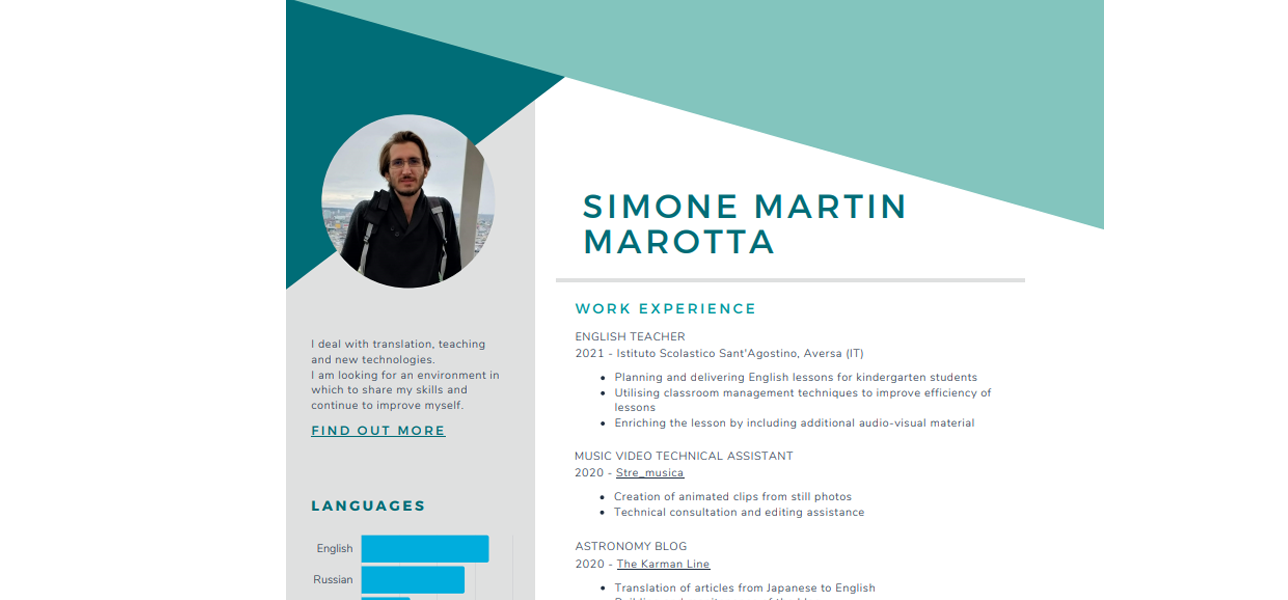 SIMONE MARTIN
MAROTTA
I deal with translation, teaching
and new technologies.
I am looking for an environment in
which to share my skills and
continue to improve myself.
FIND OUT MORE
LANGUAGES
English
Russian
WORK EXPERIENCE
ENGLISH TEACHER
2021 - Istituto Scolastico Sant'Agostino, Aversa (IT)
• Planning and delivering English lessons for kindergarten students
• Utilising classroom management techniques to improve efficiency of
lessons
• Enriching the lesson by including additional audio-visual material
MUSIC VIDEO TECHNICAL ASSISTANT
2020 - Stre_musica
• Creation of animated clips from still photos
• Technical consultation and editing assistance
ASTRONOMY BLOG
2020 - The Karman Line
• Translation of articles from Japanese to English